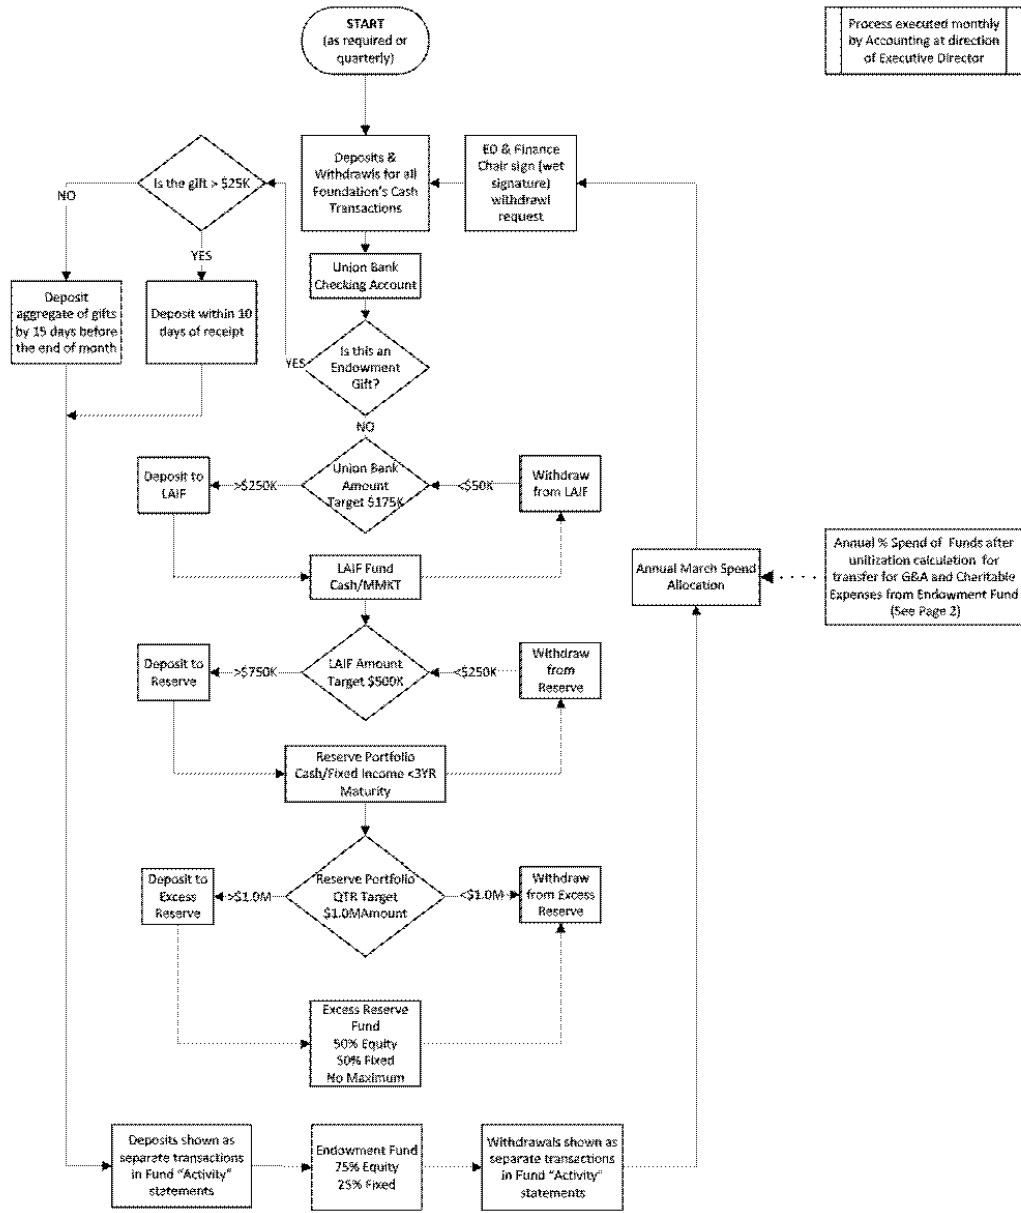 START
(as required or
quarterly)
Process executed monthly
by Accounting at direction
of Executive Director
Is the gift > $25K
NO
YES
Deposits &
Withdrawls for all
Foundation's Cash
Transactions
ED & Finance
Chair sign (wet
signature)
withdrawl
request
Union Bank
Checking Account
Deposit
aggregate of gifts
by 15 days before
the end of month
Deposit within 10
days of receipt
Is this an
Endowment
Gift?
YES
NO
Deposit to
LAIF
>$250K
Union Bank
Amount
Target $175K
<$50K
Withdraw
from LAIF
LAIF Fund
Cash/MMKT
Annual March Spend
Allocation
Annual % Spend of Funds after
unitization calculation for
transfer for G&A and Charitable
Expenses from Endowment Fund
(See Page 2)
Deposit to
Reserve
>$750K
LAIF Amount
Target $500K
<$250K
Withdraw
from
Reserve
Reserve Portfolio
Cash/Fixed Income <3YR
Maturity
Deposit to
Excess
Reserve
>$1.0M
Reserve Portfolio
QTR Target
$1.0MAmount
<$1.0M
Withdraw
from Excess
Reserve
Excess Reserve
Fund
50% Equity
50% Fixed
No Maximum
Deposits shown as
separate transactions
in Fund "Activity"
statements
Endowment Fund
75% Equity
25% Fixed
Withdrawals shown as
separate transactions
in Fund "Activity"
statements